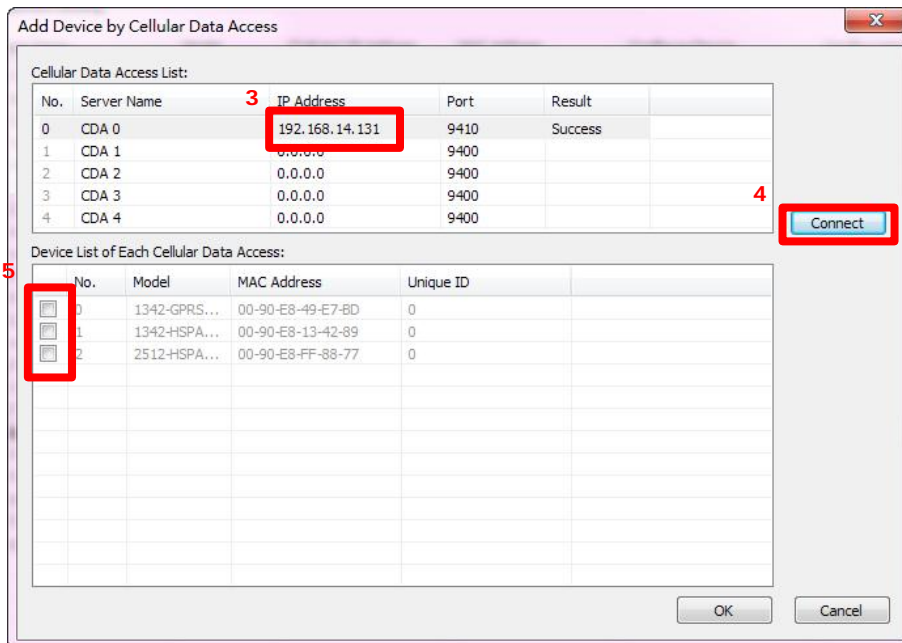 Add Device by Cellular Data Access
Cellular Data Access List:
No. Server Name 3 IP Address Port Result
0 CDA 0 192.168.14.131 9410 Success
1 CDA 1 0.0.0.0 9400
2 CDA 2 0.0.0.0 9400
3 CDA 3 0.0.0.0 9400
4
4 CDA 4 0.0.0.0 9400
Connect
Device List of Each Cellular Data Access:
5
No. Model MAC Address Unique ID
0 1342-GPRS... 00-90-E8-49-E7-BD 0
1 1342-HSPA... 00-90-E8-13-42-89 0
2 2512-HSPA... 00-90-E8-FF-88-77 0
OK Cancel